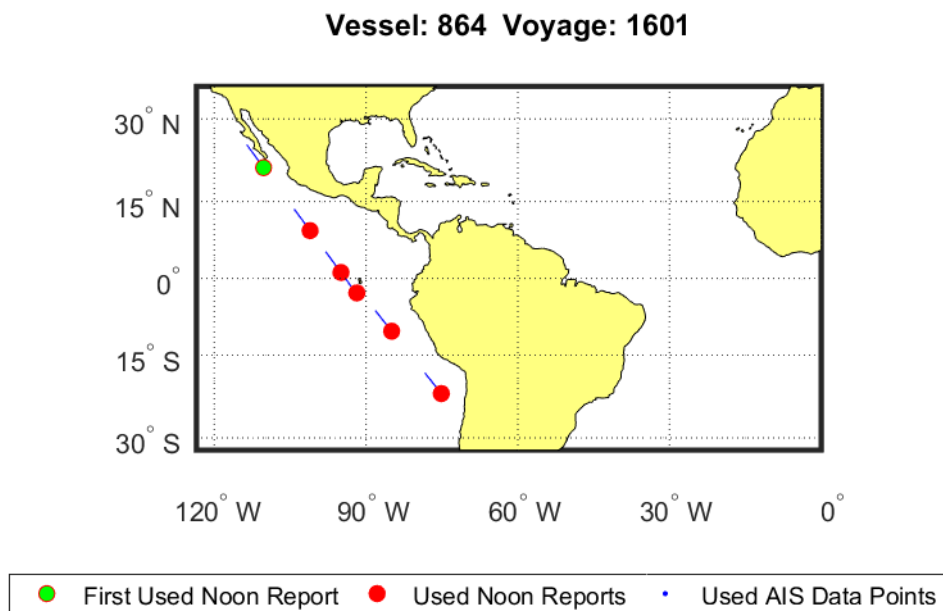 Vessel: 864  Voyage: 1601
30° N
15° N
0°
15° S
30° S
120° W 90° W 60° W 30° W 0°
First Used Noon Report Used Noon Reports Used AIS Data Points